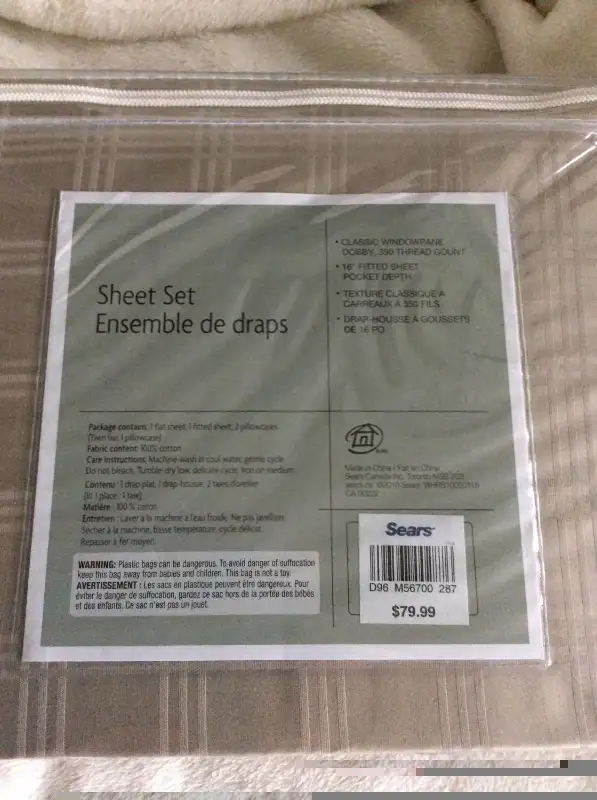 Sheet Set
Ensemble de draps
• CLASSIC WINDOWPANE
DOBBY, 350 THREAD COUNT
• 16" FITTED SHEET
POCKET DEPTH
• TEXTURE CLASSIQUE A
CARREAUX A 350 FILS
• DRAP-HOUSSE À GOUSSETS
DE 16 PO
Package contains: 1 flat sheet, 1 fitted sheet, 2 pillowcases
(Twin has 1 pillowcase)
Fabric content: 100% cotton
Care Instructions: Machine wash in cool water, gentle cycle.
Do not bleach. Tumble dry low, delicate cycle. Iron on medium.
Contenu: 1 drap plat, 1 drap-housse, 2 taies d'oreiller
(lit 1 place: 1 taie)
Matière: 100 % coton
Entretien: Laver à la machine à l'eau froide. Ne pas javelliser.
Sécher à la machine, basse température, cycle délicat.
Repasser à fer moyen.
Made in China / Fait en Chine
Sears Canada Inc. Toronto M5B
WARNING: Plastic bags can be dangerous. To avoid danger of suffocation
keep this bag away from babies and children. This bag is not a toy.
AVERTISSEMENT: Les sacs en plastique peuvent être dangereux. Pour
éviter le danger de suffocation, gardez ce sac hors de la portée des bébés
et des enfants. Ce sac n'est pas un jouet.
Sears
D96 M56700 287
$79.99